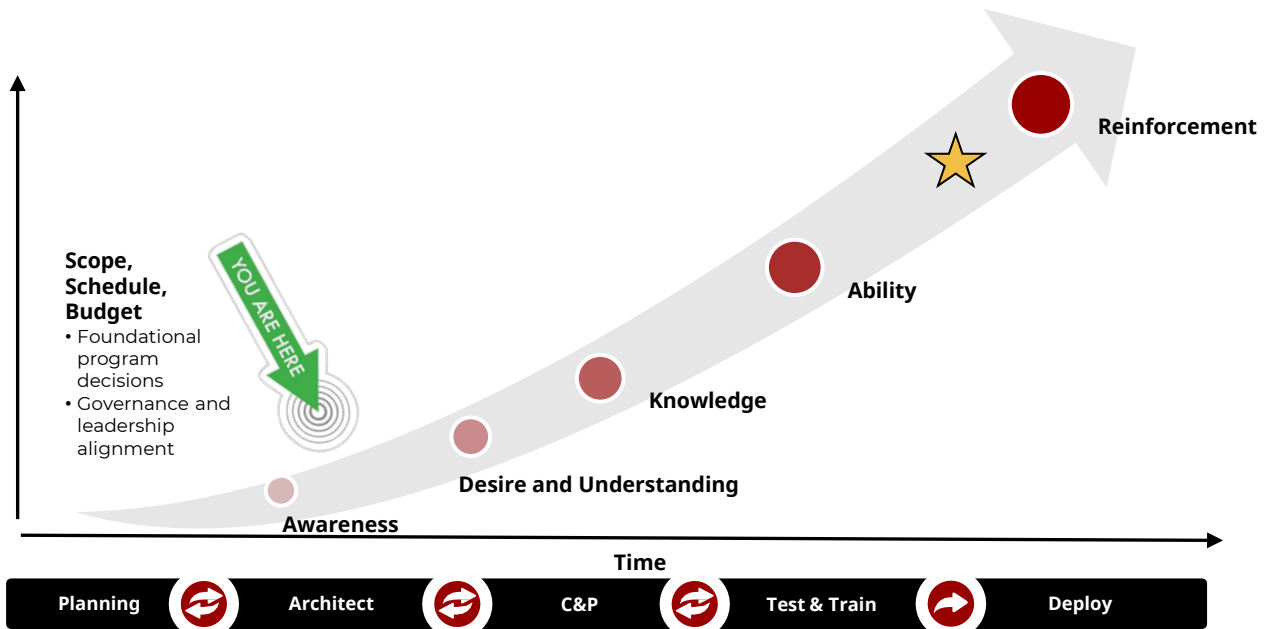 Reinforcement
Scope,
Schedule,
Budget
• Foundational
program
decisions
• Governance and
leadership
alignment
YOU ARE HERE
Ability
Knowledge
Desire and Understanding
Awareness
Time
Planning
Architect
C&P
Test & Train
Deploy